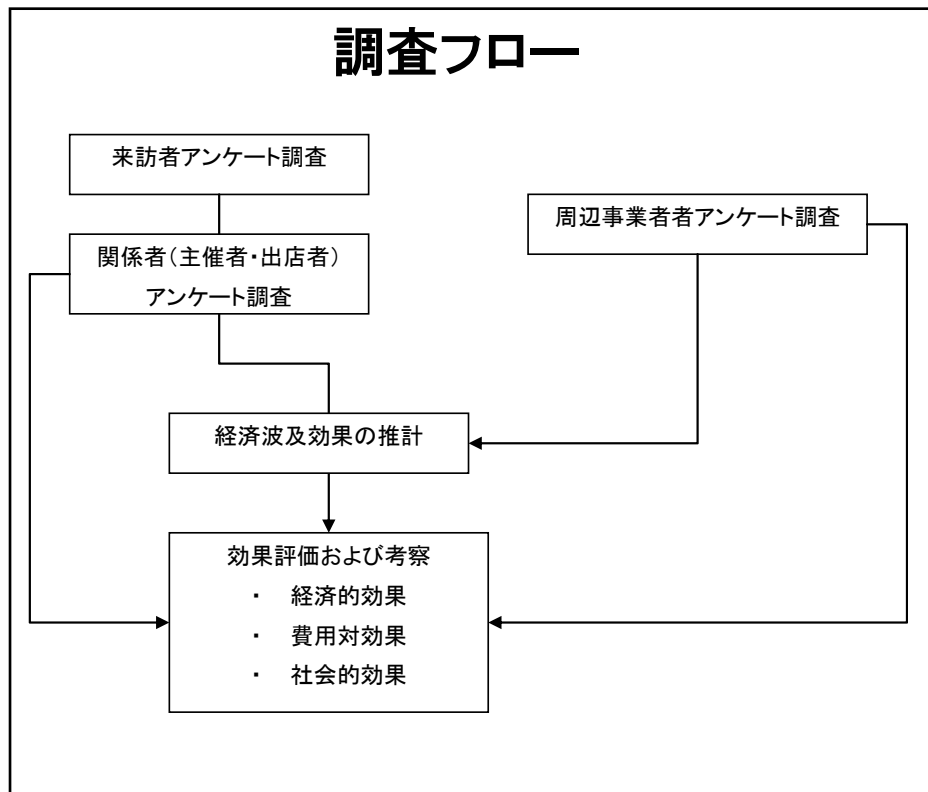 調査フロー
来訪者アンケート調査
周辺事業者者アンケート調査
関係者(主催者・出店者)
アンケート調査
経済波及効果の推計
効果評価および考察
・ 経済的効果
・ 費用対効果
・ 社会的効果